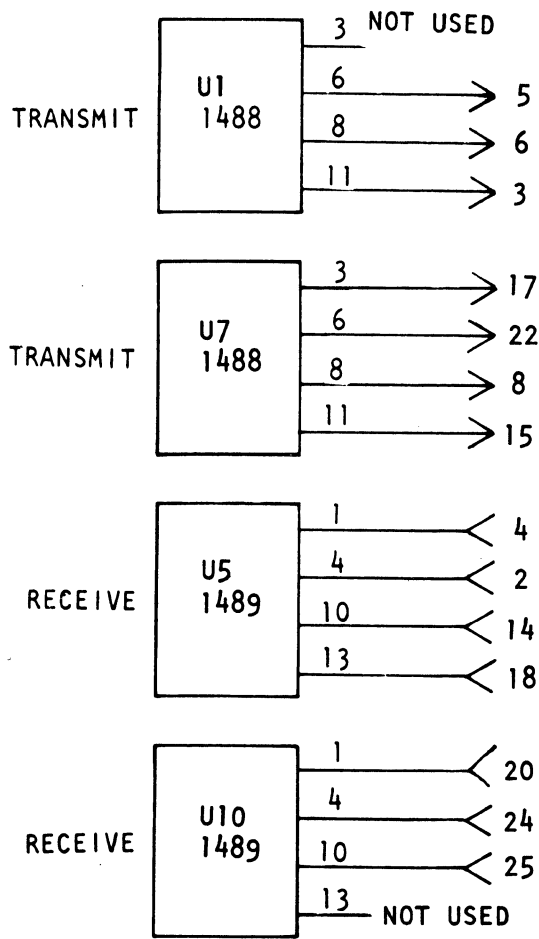 3 NOT USED
U1 6 5
TRANSMIT 1488 8 6
11 3
3 17
U7 6 22
TRANSMIT 1488 8 8
11 15
1 4
U5 4 2
RECEIVE 1489 10 14
13 18
1 20
U10 4 24
RECEIVE 1489 10 25
13 NOT USED